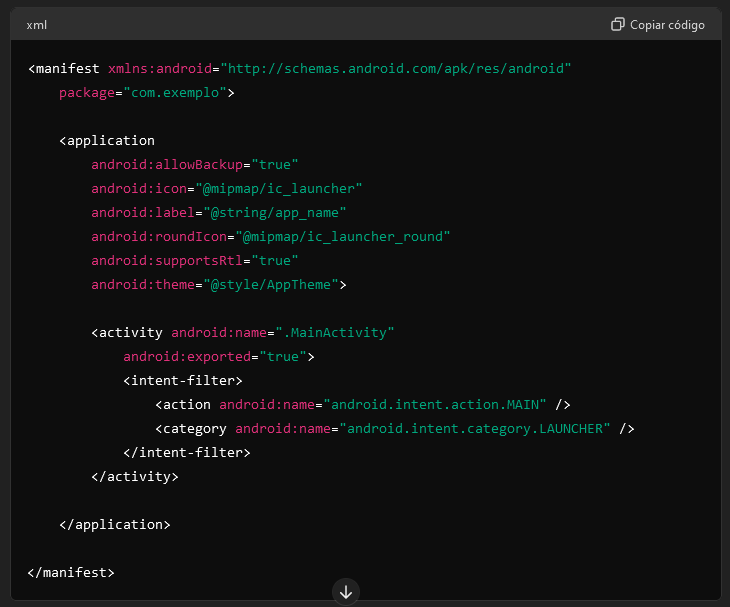 xml
Copiar código
<manifest xmlns:android="http://schemas.android.com/apk/res/android"
    package="com.exemplo">

    <application
        android:allowBackup="true"
        android:icon="@mipmap/ic_launcher"
        android:label="@string/app_name"
        android:roundIcon="@mipmap/ic_launcher_round"
        android:supportsRtl="true"
        android:theme="@style/AppTheme">

        <activity android:name=".MainActivity"
            android:exported="true">
            <intent-filter>
                <action android:name="android.intent.action.MAIN" />
                <category android:name="android.intent.category.LAUNCHER" />
            </intent-filter>
        </activity>

    </application>

</manifest>